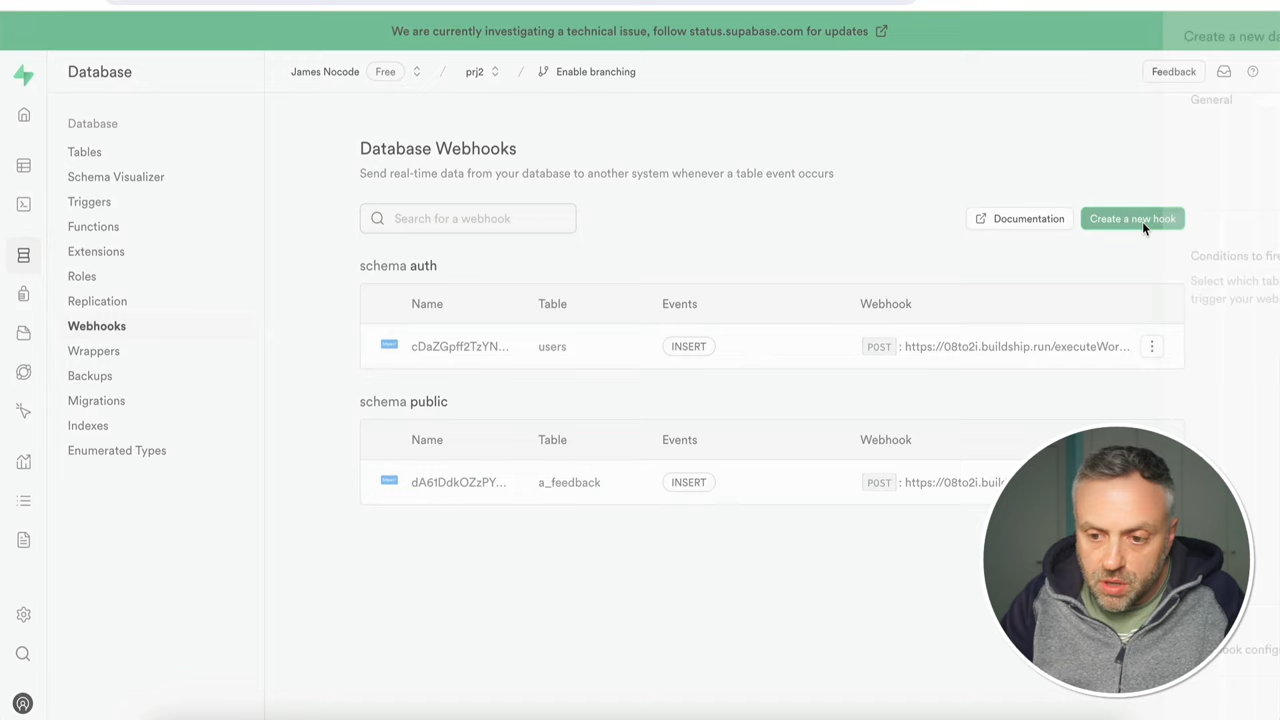 We are currently investigating a technical issue, follow status.supabase.com for updates
Create a new da
Database
James Nocode Free / prj2 / Enable branching
Feedback
General
Database
Tables
Schema Visualizer
Triggers
Functions
Extensions
Roles
Replication
Webhooks
Wrappers
Backups
Migrations
Indexes
Enumerated Types
Database Webhooks
Send real-time data from your database to another system whenever a table event occurs
Search for a webhook
Documentation
Create a new hook
Conditions to fire
Select which tab
trigger your web
schema auth
Name Table Events Webhook
cDaZGpff2TzYN... users INSERT POST : https://08to2i.buildship.run/executeWor...
schema public
Name Table Events Webhook
dA61DdkOZzPY... a_feedback INSERT POST : https://08to2i.buil
ook config